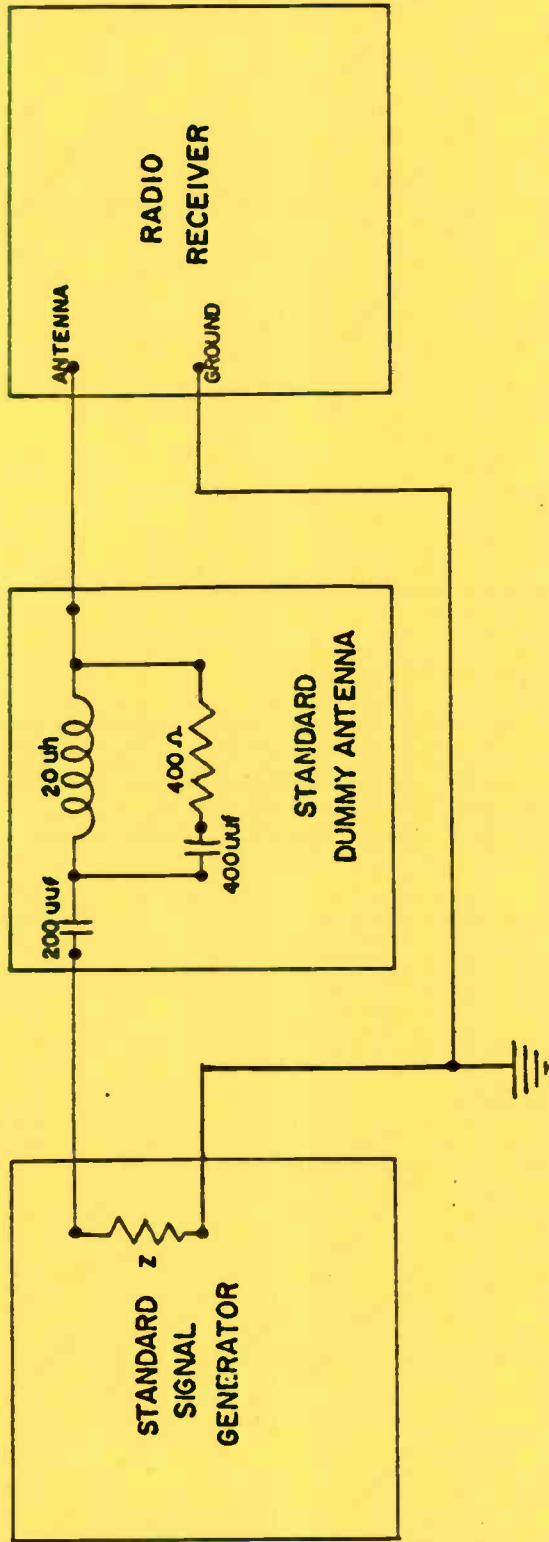 STANDARD
SIGNAL
GENERATOR
Z
200 uuf
20 uh
400 Ω
400 uuf
STANDARD
DUMMY ANTENNA
ANTENNA
GROUND
RADIO
RECEIVER